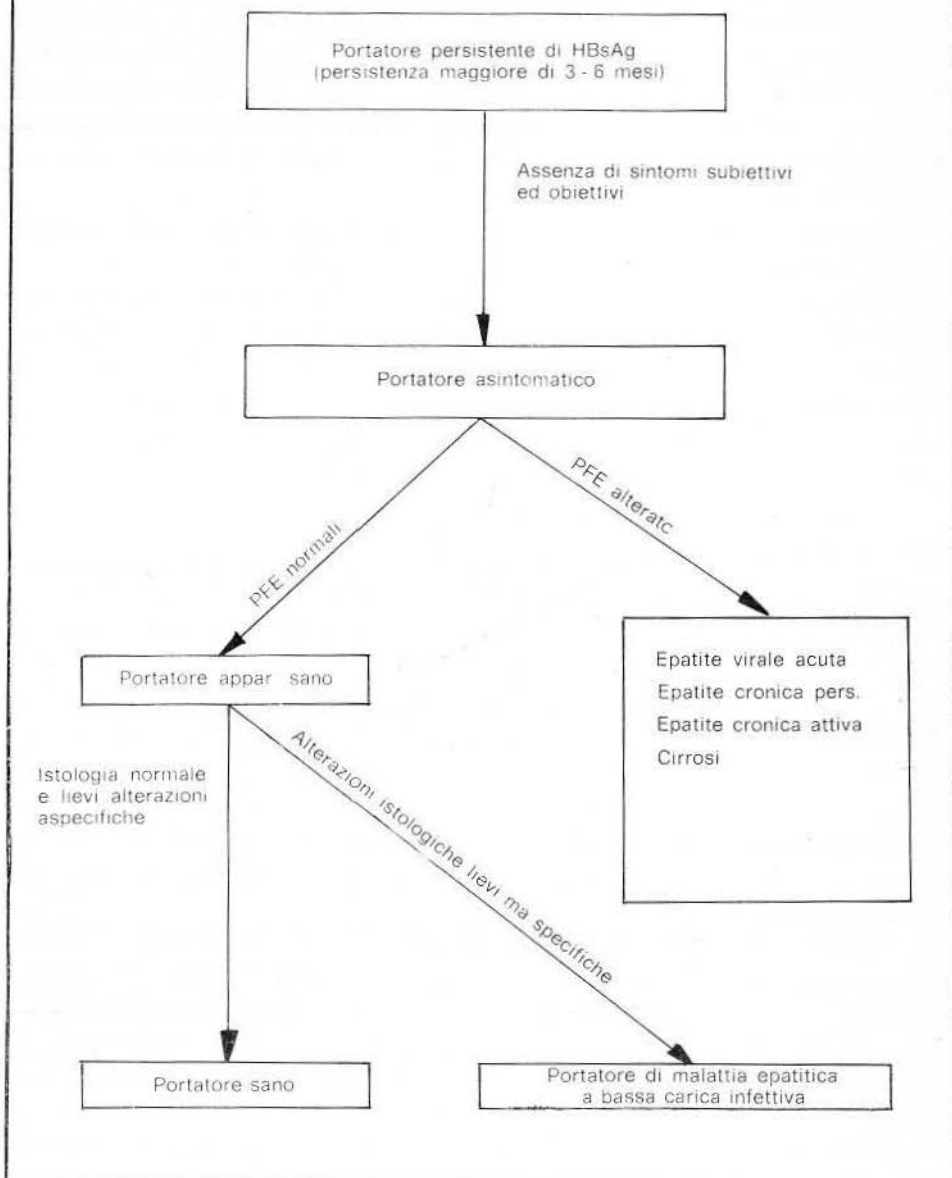 Portatore persistente di HBsAg
(persistenza maggiore di 3 - 6 mesi)
Assenza di sintomi subiettivi
ed obiettivi
Portatore asintomatico
PFE normali
PFE alteratc
Portatore appar sano
Epatite virale acuta
Epatite cronica pers.
Epatite cronica attiva
Cirrosi
Istologia normale
e lievi alterazioni
aspecifiche
Alterazioni istologiche lievi ma specifiche
Portatore sano
Portatore di malattia epatitica
a bassa carica infettiva